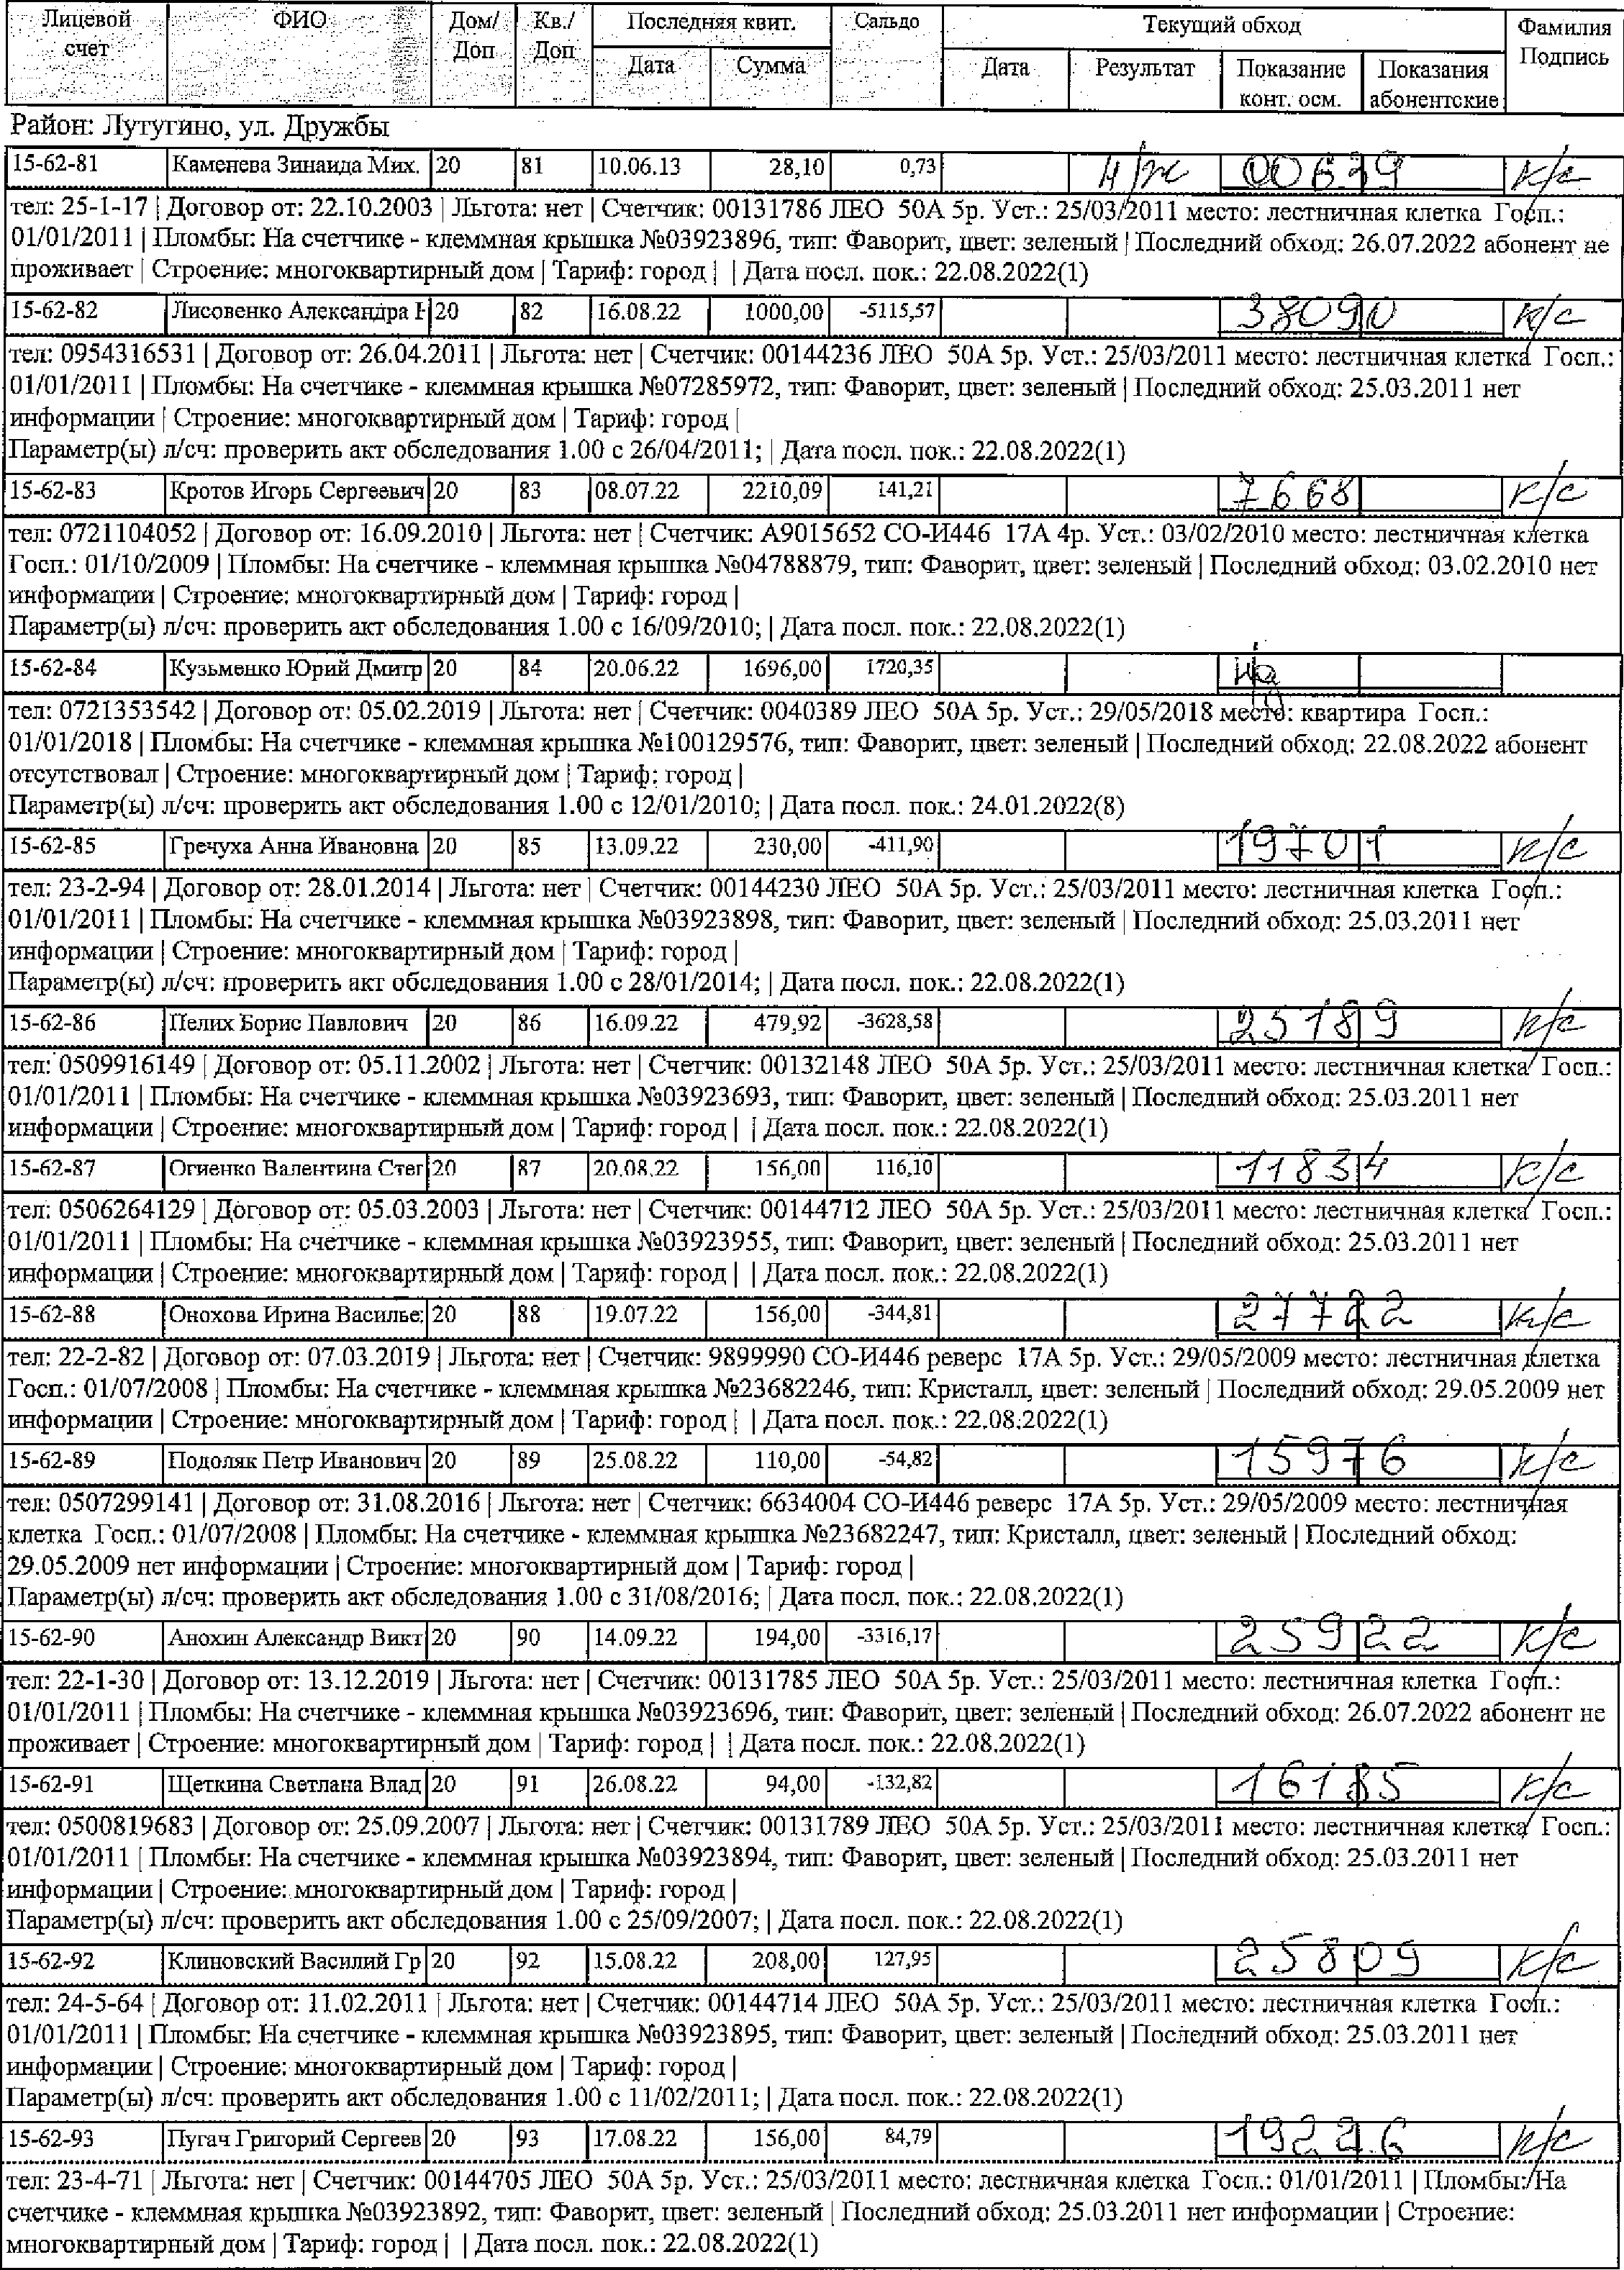 Лицевой счет | ФИО | Дом/Доп | Кв./Доп | Последняя квит. | Сальдо | Текущий обход | Фамилия Подпись
Дата | Сумма | Дата | Результат | Показание конт. осм. | Показания абонентские
Район: Лутугино, ул. Дружбы
15-62-81 | Каменева Зинаида Мих. | 20 | 81 | 10.06.13 | 28,10 | 0,73 | н/ж | 00639 | к/с
тел: 25-1-17 | Договор от: 22.10.2003 | Льгота: нет | Счетчик: 00131786 ЛЕО 50А 5р. Уст.: 25/03/2011 место: лестничная клетка Госп.:
01/01/2011 | Пломбы: На счетчике - клеммная крышка №03923896, тип: Фаворит, цвет: зеленый | Последний обход: 26.07.2022 абонент не
проживает | Строение: многоквартирный дом | Тариф: город | | Дата посл. пок.: 22.08.2022(1)
15-62-82 | Лисовенко Александра Н | 20 | 82 | 16.08.22 | 1000,00 | -5115,57 | 38090 | к/с
тел: 0954316531 | Договор от: 26.04.2011 | Льгота: нет | Счетчик: 00144236 ЛЕО 50А 5р. Уст.: 25/03/2011 место: лестничная клетка Госп.:
01/01/2011 | Пломбы: На счетчике - клеммная крышка №07285972, тип: Фаворит, цвет: зеленый | Последний обход: 25.03.2011 нет
информации | Строение: многоквартирный дом | Тариф: город |
Параметр(ы) л/сч: проверить акт обследования 1.00 с 26/04/2011; | Дата посл. пок.: 22.08.2022(1)
15-62-83 | Кротов Игорь Сергеевич | 20 | 83 | 08.07.22 | 2210,09 | 141,21 | 7668 | к/с
тел: 0721104052 | Договор от: 16.09.2010 | Льгота: нет | Счетчик: А9015652 СО-И446 17А 4р. Уст.: 03/02/2010 место: лестничная клетка
Госп.: 01/10/2009 | Пломбы: На счетчике - клеммная крышка №04788879, тип: Фаворит, цвет: зеленый | Последний обход: 03.02.2010 нет
информации | Строение: многоквартирный дом | Тариф: город |
Параметр(ы) л/сч: проверить акт обследования 1.00 с 16/09/2010; | Дата посл. пок.: 22.08.2022(1)
15-62-84 | Кузьменко Юрий Дмитр | 20 | 84 | 20.06.22 | 1696,00 | 1720,35
тел: 0721353542 | Договор от: 05.02.2019 | Льгота: нет | Счетчик: 0040389 ЛЕО 50А 5р. Уст.: 29/05/2018 место: квартира Госп.:
01/01/2018 | Пломбы: На счетчике - клеммная крышка №100129576, тип: Фаворит, цвет: зеленый | Последний обход: 22.08.2022 абонент
отсутствовал | Строение: многоквартирный дом | Тариф: город |
Параметр(ы) л/сч: проверить акт обследования 1.00 с 12/01/2010; | Дата посл. пок.: 24.01.2022(8)
15-62-85 | Гречуха Анна Ивановна | 20 | 85 | 13.09.22 | 230,00 | -411,90 | 19701 | к/с
тел: 23-2-94 | Договор от: 28.01.2014 | Льгота: нет | Счетчик: 00144230 ЛЕО 50А 5р. Уст.: 25/03/2011 место: лестничная клетка Госп.:
01/01/2011 | Пломбы: На счетчике - клеммная крышка №03923898, тип: Фаворит, цвет: зеленый | Последний обход: 25.03.2011 нет
информации | Строение: многоквартирный дом | Тариф: город |
Параметр(ы) л/сч: проверить акт обследования 1.00 с 28/01/2014; | Дата посл. пок.: 22.08.2022(1)
15-62-86 | Пелих Борис Павлович | 20 | 86 | 16.09.22 | 479,92 | -3628,58 | 25189 | к/с
тел: 0509916149 | Договор от: 05.11.2002 | Льгота: нет | Счетчик: 00132148 ЛЕО 50А 5р. Уст.: 25/03/2011 место: лестничная клетка Госп.:
01/01/2011 | Пломбы: На счетчике - клеммная крышка №03923693, тип: Фаворит, цвет: зеленый | Последний обход: 25.03.2011 нет
информации | Строение: многоквартирный дом | Тариф: город | | Дата посл. пок.: 22.08.2022(1)
15-62-87 | Огиенко Валентина Стег | 20 | 87 | 20.08.22 | 156,00 | 116,10 | 11834 | к/с
тел: 0506264129 | Договор от: 05.03.2003 | Льгота: нет | Счетчик: 00144712 ЛЕО 50А 5р. Уст.: 25/03/2011 место: лестничная клетка Госп.:
01/01/2011 | Пломбы: На счетчике - клеммная крышка №03923955, тип: Фаворит, цвет: зеленый | Последний обход: 25.03.2011 нет
информации | Строение: многоквартирный дом | Тариф: город | | Дата посл. пок.: 22.08.2022(1)
15-62-88 | Онохова Ирина Василье | 20 | 88 | 19.07.22 | 156,00 | -344,81 | 27722 | к/с
тел: 22-2-82 | Договор от: 07.03.2019 | Льгота: нет | Счетчик: 9899990 СО-И446 реверс 17А 5р. Уст.: 29/05/2009 место: лестничная клетка
Госп.: 01/07/2008 | Пломбы: На счетчике - клеммная крышка №23682246, тип: Кристалл, цвет: зеленый | Последний обход: 29.05.2009 нет
информации | Строение: многоквартирный дом | Тариф: город | | Дата посл. пок.: 22.08.2022(1)
15-62-89 | Подоляк Петр Иванович | 20 | 89 | 25.08.22 | 110,00 | -54,82 | 15976 | к/с
тел: 0507299141 | Договор от: 31.08.2016 | Льгота: нет | Счетчик: 6634004 СО-И446 реверс 17А 5р. Уст.: 29/05/2009 место: лестничная
клетка Госп.: 01/07/2008 | Пломбы: На счетчике - клеммная крышка №23682247, тип: Кристалл, цвет: зеленый | Последний обход:
29.05.2009 нет информации | Строение: многоквартирный дом | Тариф: город |
Параметр(ы) л/сч: проверить акт обследования 1.00 с 31/08/2016; | Дата посл. пок.: 22.08.2022(1)
15-62-90 | Анохин Александр Викт | 20 | 90 | 14.09.22 | 194,00 | -3316,17 | 25922 | к/с
тел: 22-1-30 | Договор от: 13.12.2019 | Льгота: нет | Счетчик: 00131785 ЛЕО 50А 5р. Уст.: 25/03/2011 место: лестничная клетка Госп.:
01/01/2011 | Пломбы: На счетчике - клеммная крышка №03923696, тип: Фаворит, цвет: зеленый | Последний обход: 26.07.2022 абонент не
проживает | Строение: многоквартирный дом | Тариф: город | | Дата посл. пок.: 22.08.2022(1)
15-62-91 | Щеткина Светлана Влад | 20 | 91 | 26.08.22 | 94,00 | -132,82 | 16185 | к/с
тел: 0500819683 | Договор от: 25.09.2007 | Льгота: нет | Счетчик: 00131789 ЛЕО 50А 5р. Уст.: 25/03/2011 место: лестничная клетка Госп.:
01/01/2011 | Пломбы: На счетчике - клеммная крышка №03923894, тип: Фаворит, цвет: зеленый | Последний обход: 25.03.2011 нет
информации | Строение: многоквартирный дом | Тариф: город |
Параметр(ы) л/сч: проверить акт обследования 1.00 с 25/09/2007; | Дата посл. пок.: 22.08.2022(1)
15-62-92 | Клиновский Василий Гр | 20 | 92 | 15.08.22 | 208,00 | 127,95 | 25809 | к/с
тел: 24-5-64 | Договор от: 11.02.2011 | Льгота: нет | Счетчик: 00144714 ЛЕО 50А 5р. Уст.: 25/03/2011 место: лестничная клетка Госп.:
01/01/2011 | Пломбы: На счетчике - клеммная крышка №03923895, тип: Фаворит, цвет: зеленый | Последний обход: 25.03.2011 нет
информации | Строение: многоквартирный дом | Тариф: город |
Параметр(ы) л/сч: проверить акт обследования 1.00 с 11/02/2011; | Дата посл. пок.: 22.08.2022(1)
15-62-93 | Пугач Григорий Сергеев | 20 | 93 | 17.08.22 | 156,00 | 84,79 | 19226 | к/с
тел: 23-4-71 | Льгота: нет | Счетчик: 00144705 ЛЕО 50А 5р. Уст.: 25/03/2011 место: лестничная клетка Госп.: 01/01/2011 | Пломбы: На
счетчике - клеммная крышка №03923892, тип: Фаворит, цвет: зеленый | Последний обход: 25.03.2011 нет информации | Строение:
многоквартирный дом | Тариф: город | | Дата посл. пок.: 22.08.2022(1)